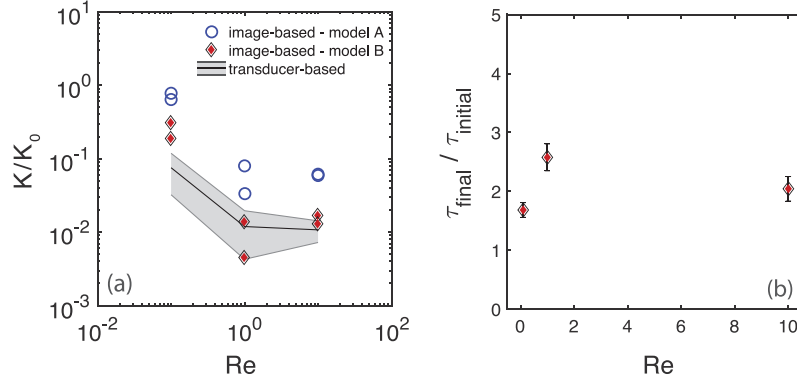 10^1
10^0
10^-1
10^-2
10^-3
K/K_0
image-based - model A
image-based - model B
transducer-based
(a)
10^-2
10^0
10^2
Re
5
4
3
2
1
0
τ_final / τ_initial
(b)
0
2
4
6
8
10
Re